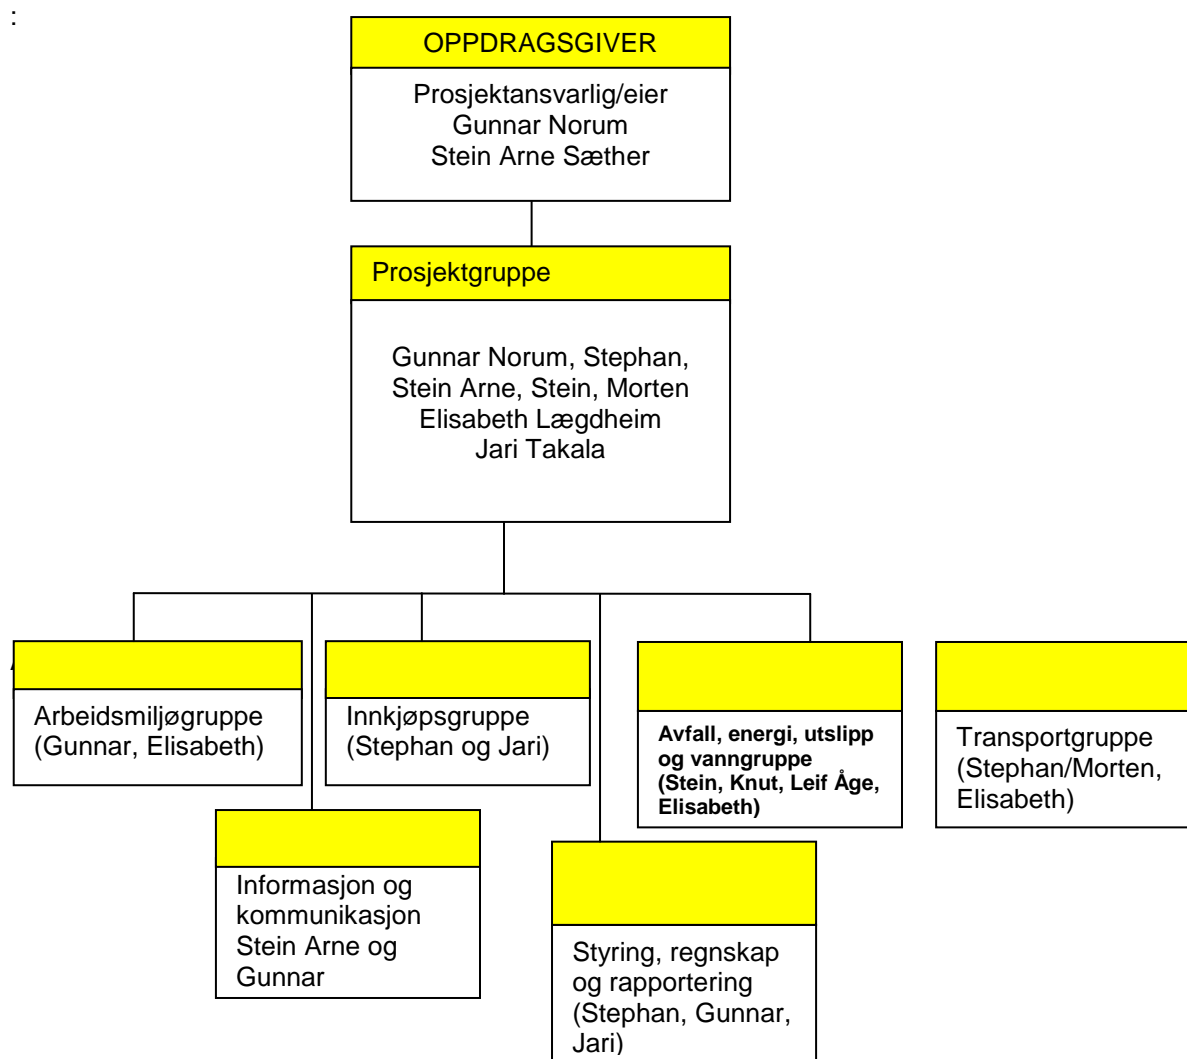 :
OPPDRAGSGIVER
Prosjektansvarlig/eier
Gunnar Norum
Stein Arne Sæther
Prosjektgruppe
Gunnar Norum, Stephan,
Stein Arne, Stein, Morten
Elisabeth Lægdheim
Jari Takala
Arbeidsmiljøgruppe
(Gunnar, Elisabeth)
Innkjøpsgruppe
(Stephan og Jari)
Avfall, energi, utslipp
og vanngruppe
(Stein, Knut, Leif Åge,
Elisabeth)
Transportgruppe
(Stephan/Morten,
Elisabeth)
Informasjon og
kommunikasjon
Stein Arne og
Gunnar
Styring, regnskap
og rapportering
(Stephan, Gunnar,
Jari)